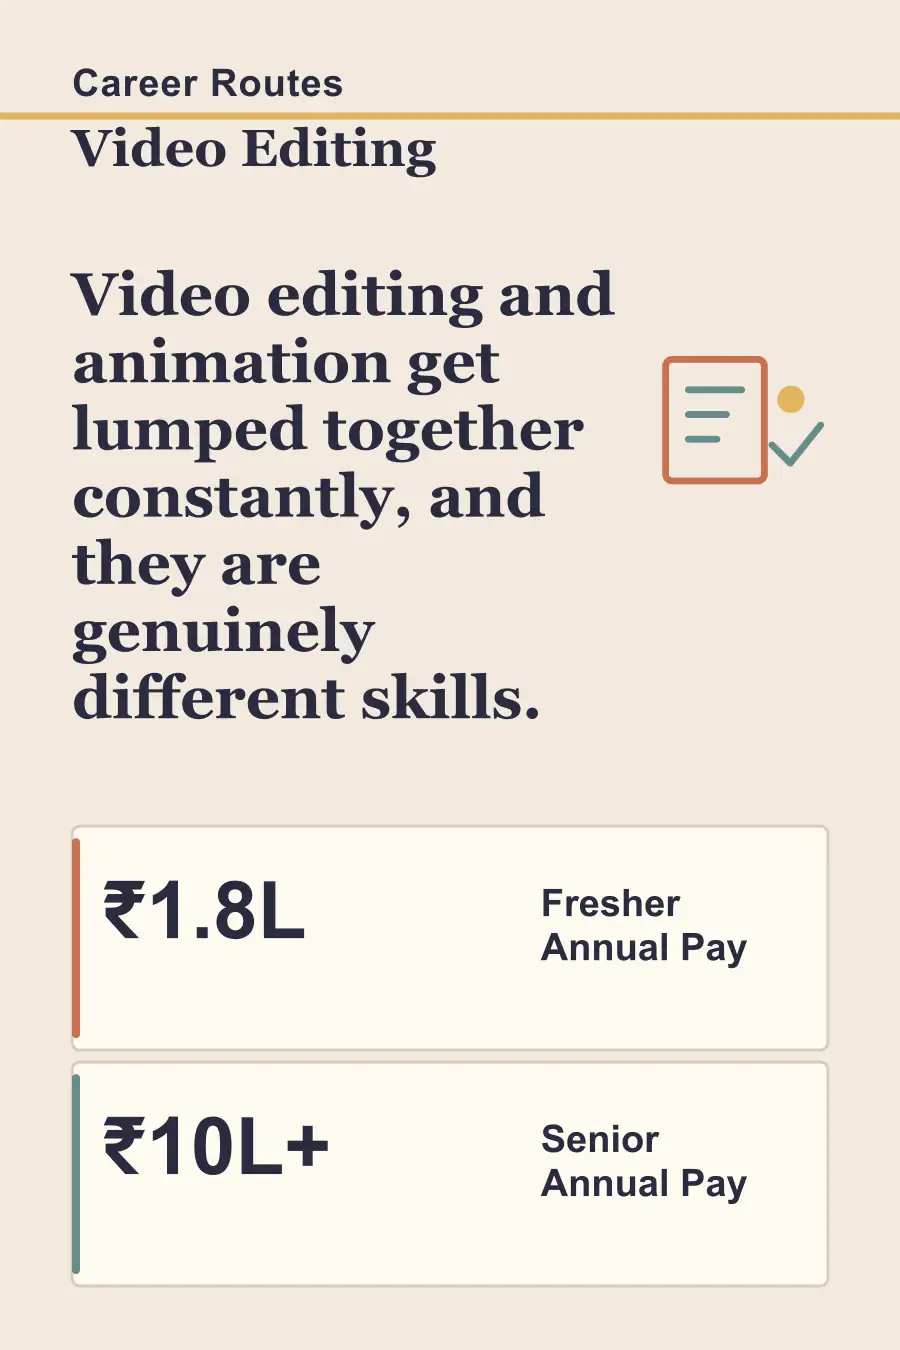 Career Routes
Video Editing
Video editing and
animation get
lumped together
constantly, and
they are
genuinely
different skills.
₹1.8L
Fresher
Annual Pay
₹10L+
Senior
Annual Pay